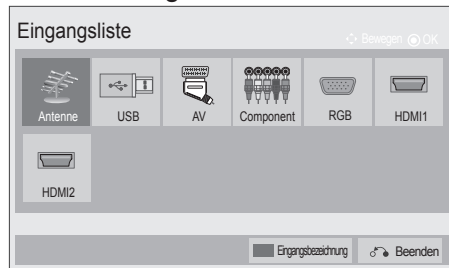 Eingangsliste
Bewegen OK
Antenne USB AV Component RGB HDMI1
HDMI2
Eingangsbezeichnung Beenden